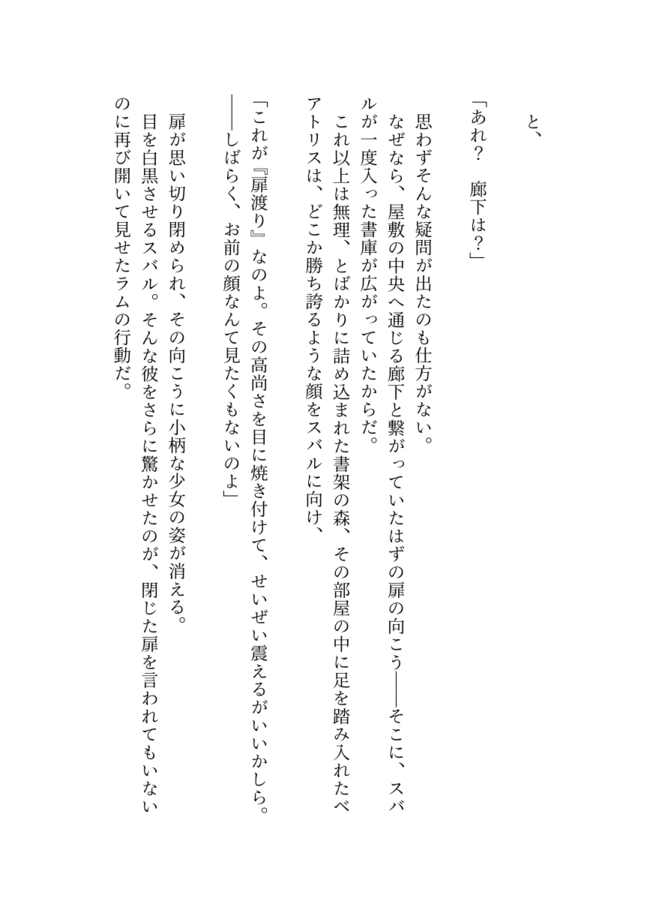 と、
「あれ？　廊下は？」
思わずそんな疑問が出たのも仕方がない。
なぜなら、屋敷の中央へ通じる廊下と繋がっていたはずの扉の向こう――そこに、スバ
ルが一度入った書庫が広がっていたからだ。
これ以上は無理、とばかりに詰め込まれた書架の森、その部屋の中に足を踏み入れたベ
アトリスは、どこか勝ち誇るような顔をスバルに向け、
「これが『扉渡り』なのよ。その高尚さを目に焼き付けて、せいぜい震えるがいいかしら。
――しばらく、お前の顔なんて見たくもないのよ」
扉が思い切り閉められ、その向こうに小柄な少女の姿が消える。
目を白黒させるスバル。そんな彼をさらに驚かせたのが、閉じた扉を言われてもいない
のに再び開いて見せたラムの行動だ。